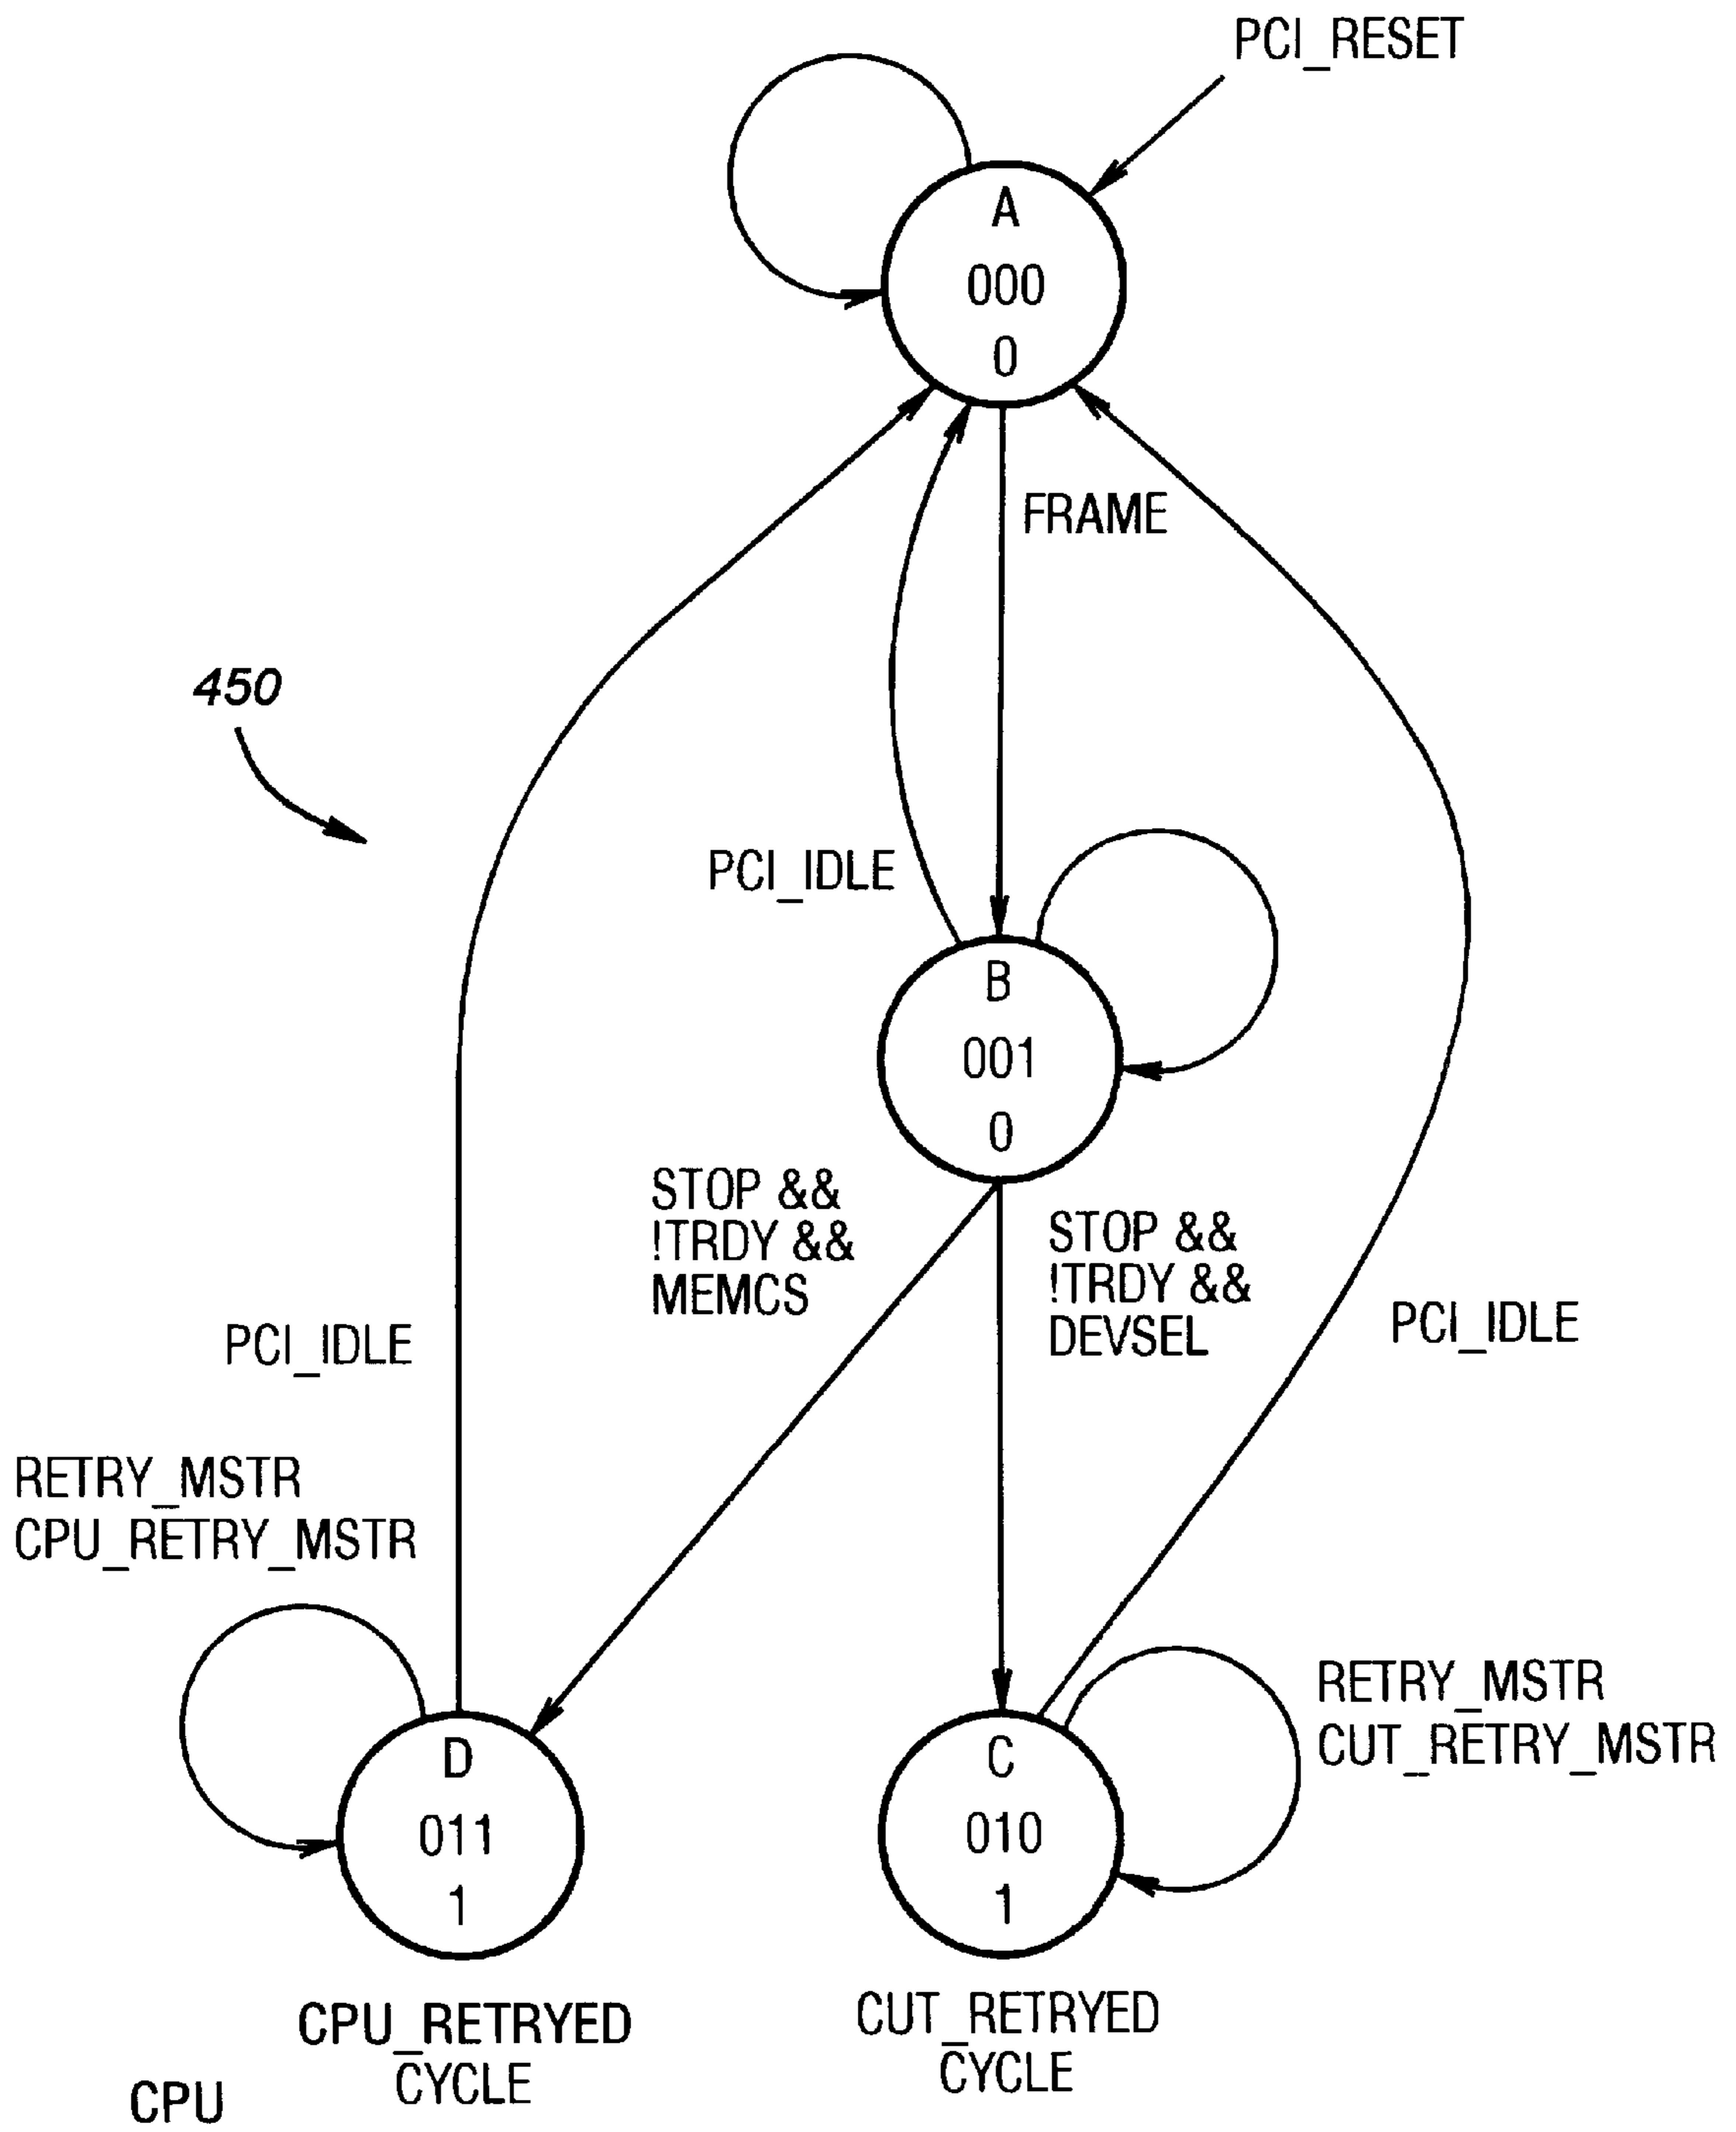 PCI_RESET
A
000
0
FRAME
450
PCI_IDLE
B
001
0
STOP &&
!TRDY &&
MEMCS
STOP &&
!TRDY &&
DEVSEL
PCI_IDLE
PCI_IDLE
RETRY_MSTR
CPU_RETRY_MSTR
D
011
1
C
010
1
RETRY_MSTR
CUT_RETRY_MSTR
CPU_RETRYED
CYCLE
CUT_RETRYED
CYCLE
CPU